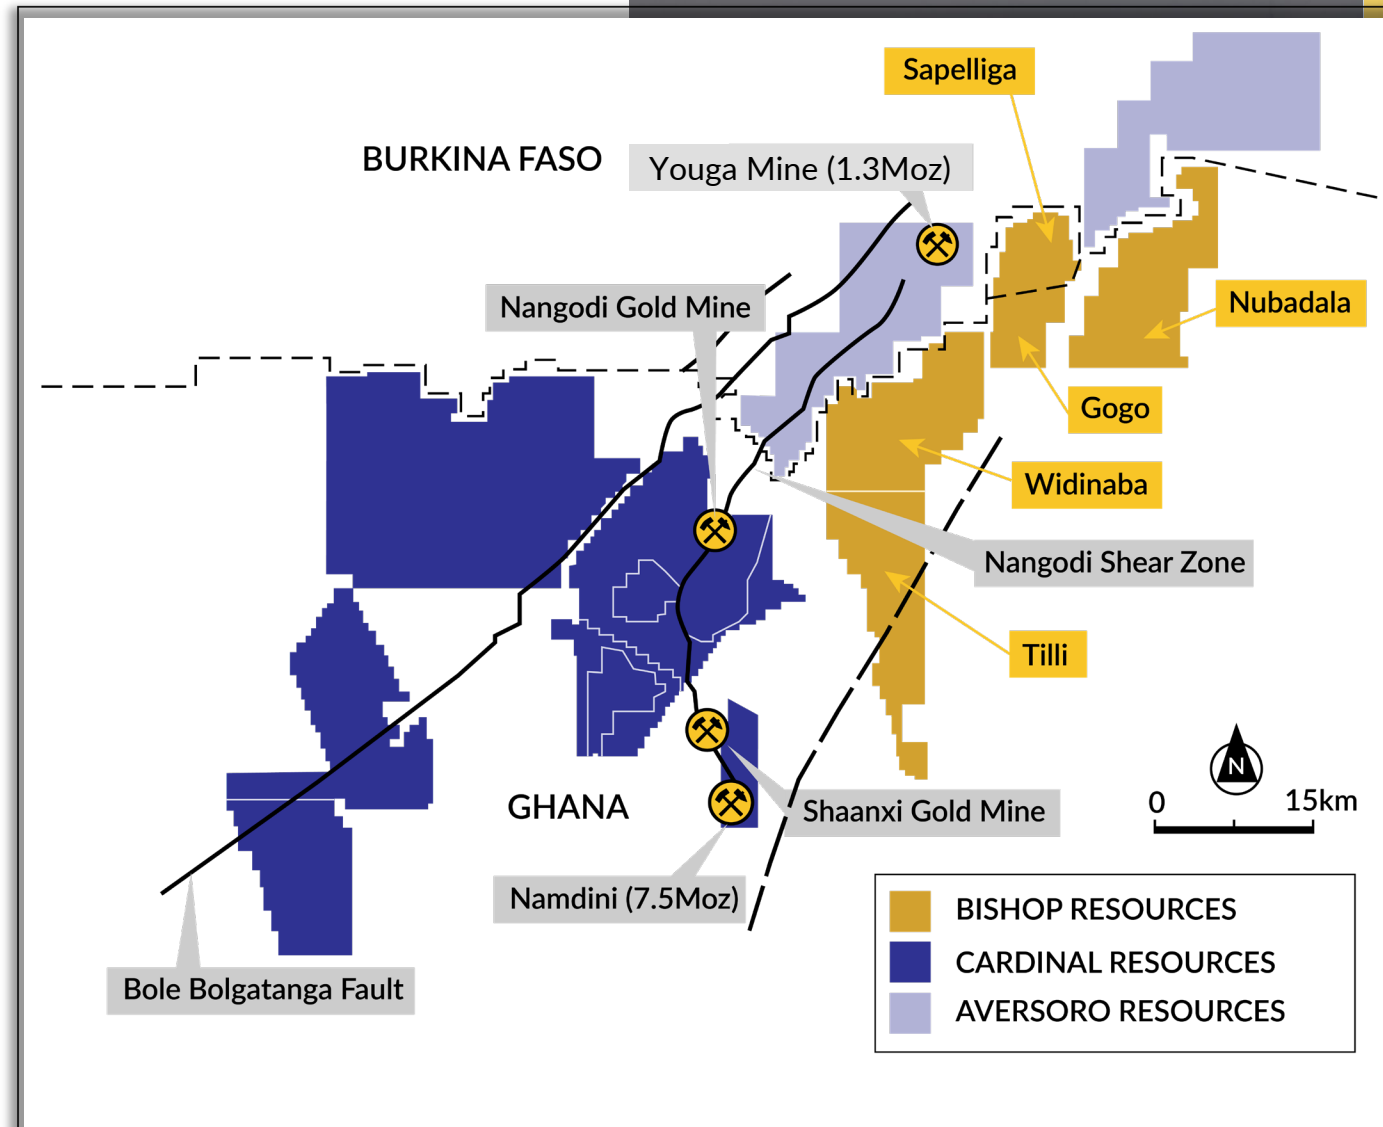 Sapelliga
BURKINA FASO
Youga Mine (1.3Moz)
Nangodi Gold Mine
Nubadala
Gogo
Widinaba
Nangodi Shear Zone
Tilli
N
GHANA
Shaanxi Gold Mine
0 15km
Namdini (7.5Moz)
Bole Bolgatanga Fault
BISHOP RESOURCES
CARDINAL RESOURCES
AVERSORO RESOURCES